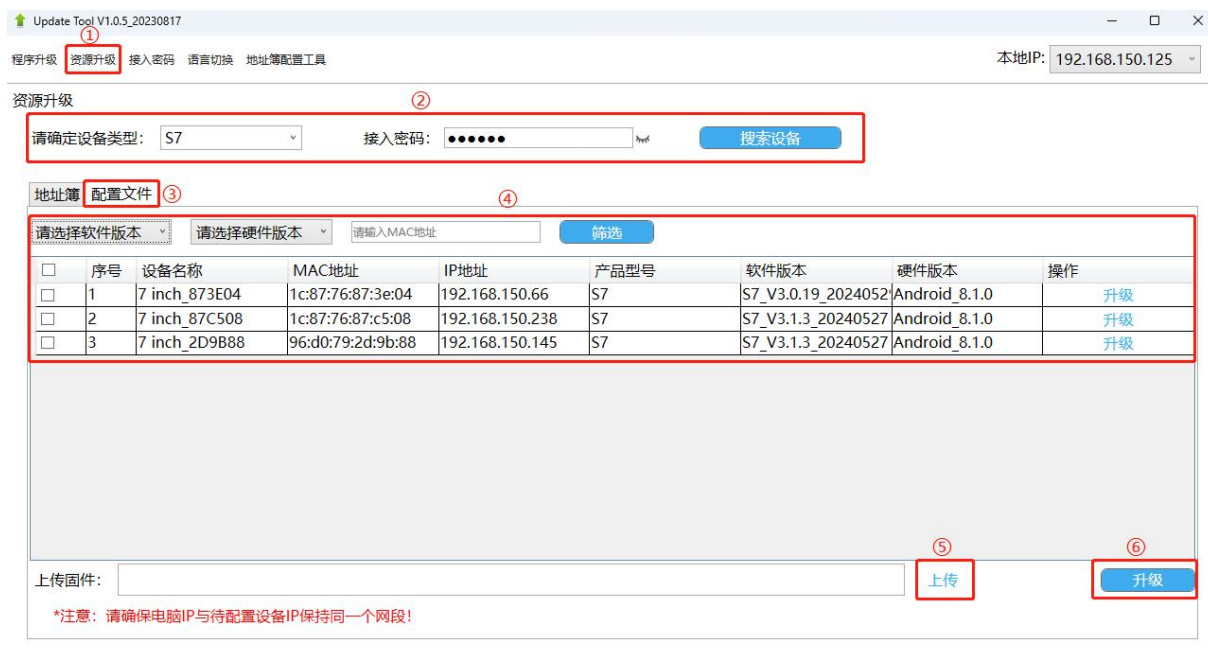 Update Tool V1.0.5_20230817
①
程序升级 资源升级 接入密码 语言切换 地址簿配置工具 本地IP: 192.168.150.125
资源升级
②
请确定设备类型: S7 接入密码: ●●●●●● 搜索设备
地址簿 配置文件 ③
④
请选择软件版本 请选择硬件版本 请输入MAC地址 筛选
序号 设备名称 MAC地址 IP地址 产品型号 软件版本 硬件版本 操作
1 7 inch_873E04 1c:87:76:87:3e:04 192.168.150.66 S7 S7_V3.0.19_2024052 Android_8.1.0 升级
2 7 inch_87C508 1c:87:76:87:c5:08 192.168.150.238 S7 S7_V3.1.3_20240527 Android_8.1.0 升级
3 7 inch_2D9B88 96:d0:79:2d:9b:88 192.168.150.145 S7 S7_V3.1.3_20240527 Android_8.1.0 升级
⑤ ⑥
上传固件: 上传 升级
*注意：请确保电脑IP与待配置设备IP保持同一个网段！